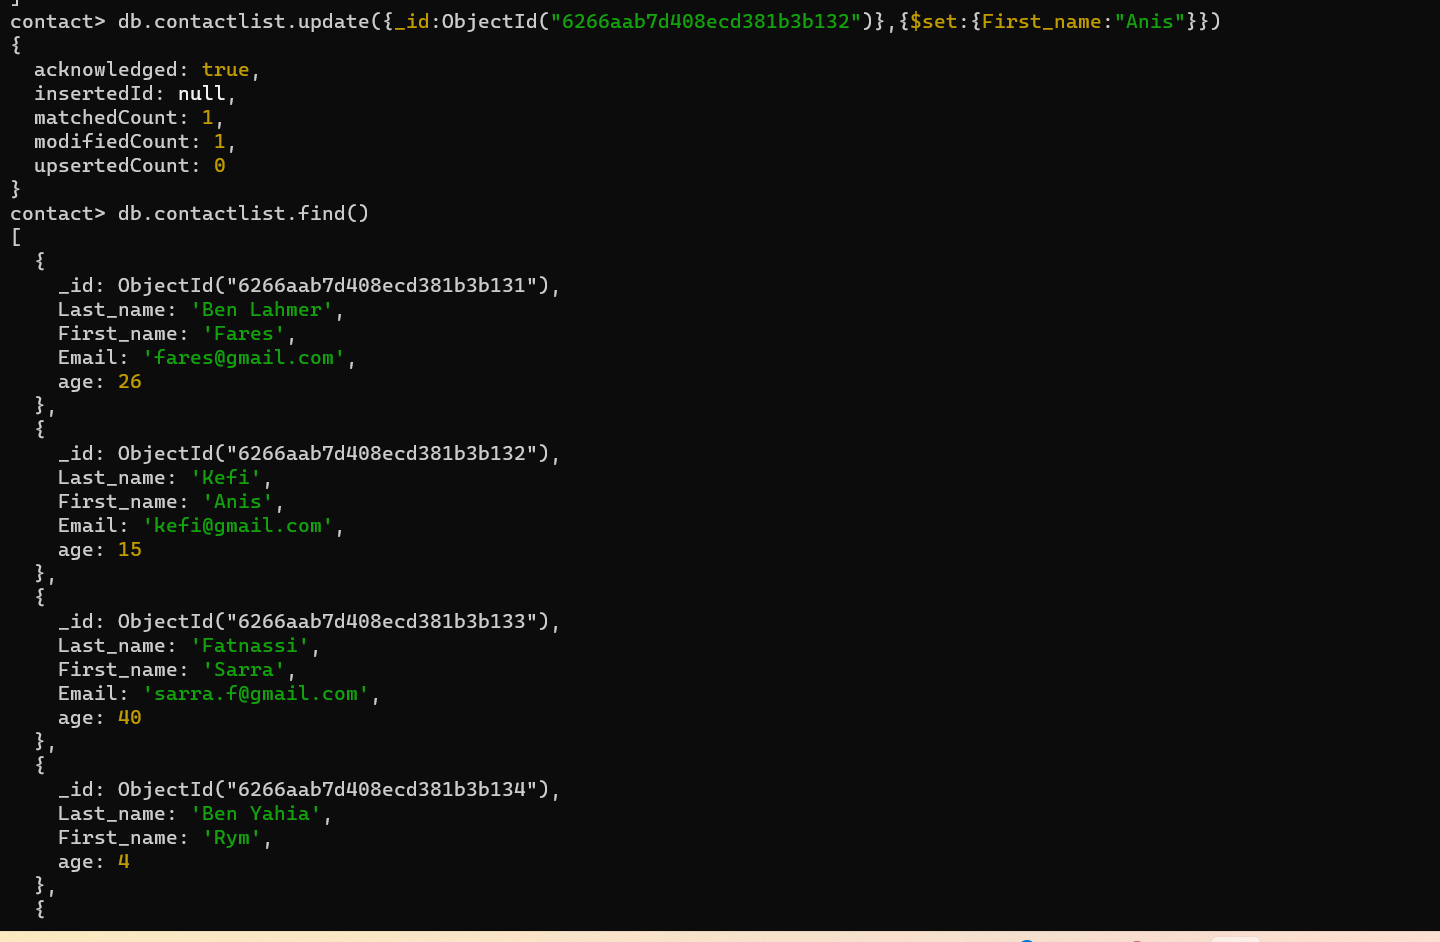 contact> db.contactlist.update({_id:ObjectId("6266aab7d408ecd381b3b132")},{$set:{First_name:"Anis"}})
{
  acknowledged: true,
  insertedId: null,
  matchedCount: 1,
  modifiedCount: 1,
  upsertedCount: 0
}
contact> db.contactlist.find()
[
  {
    _id: ObjectId("6266aab7d408ecd381b3b131"),
    Last_name: 'Ben Lahmer',
    First_name: 'Fares',
    Email: 'fares@gmail.com',
    age: 26
  },
  {
    _id: ObjectId("6266aab7d408ecd381b3b132"),
    Last_name: 'Kefi',
    First_name: 'Anis',
    Email: 'kefi@gmail.com',
    age: 15
  },
  {
    _id: ObjectId("6266aab7d408ecd381b3b133"),
    Last_name: 'Fatnassi',
    First_name: 'Sarra',
    Email: 'sarra.f@gmail.com',
    age: 40
  },
  {
    _id: ObjectId("6266aab7d408ecd381b3b134"),
    Last_name: 'Ben Yahia',
    First_name: 'Rym',
    age: 4
  },
  {